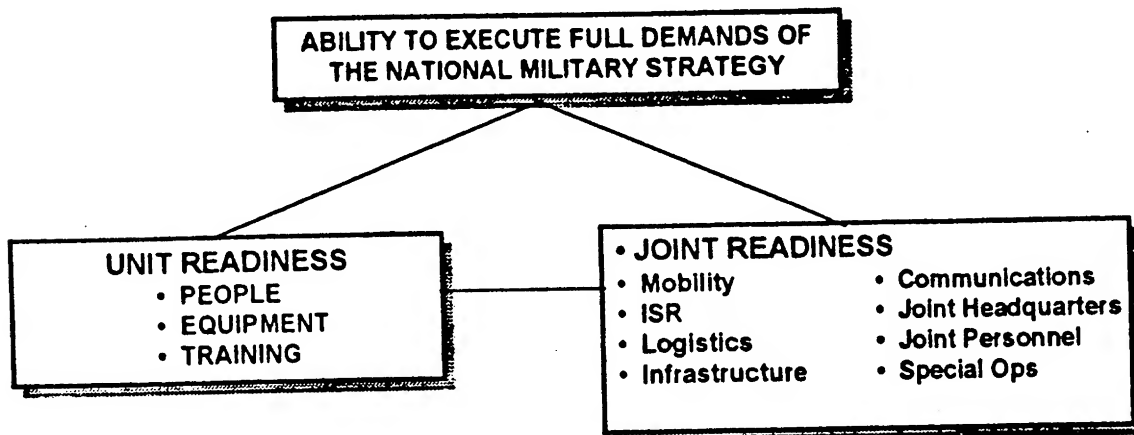 ABILITY TO EXECUTE FULL DEMANDS OF
THE NATIONAL MILITARY STRATEGY
UNIT READINESS
• PEOPLE
• EQUIPMENT
• TRAINING
• JOINT READINESS
• Mobility
• ISR
• Logistics
• Infrastructure
• Communications
• Joint Headquarters
• Joint Personnel
• Special Ops